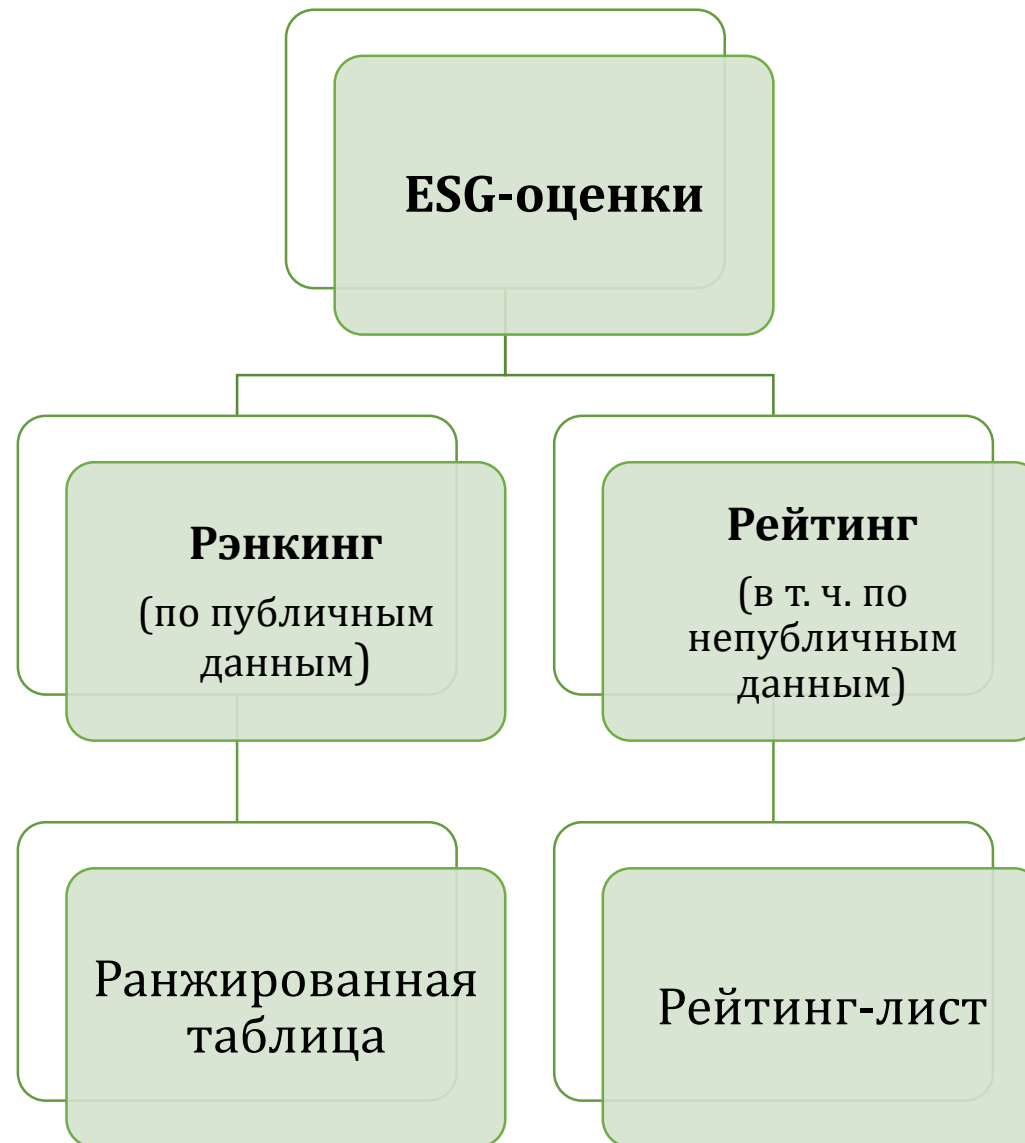 ESG-оценки
Рэнкинг
(по публичным
данным)
Рейтинг
(в т. ч. по
непубличным
данным)
Ранжированная
таблица
Рейтинг-лист